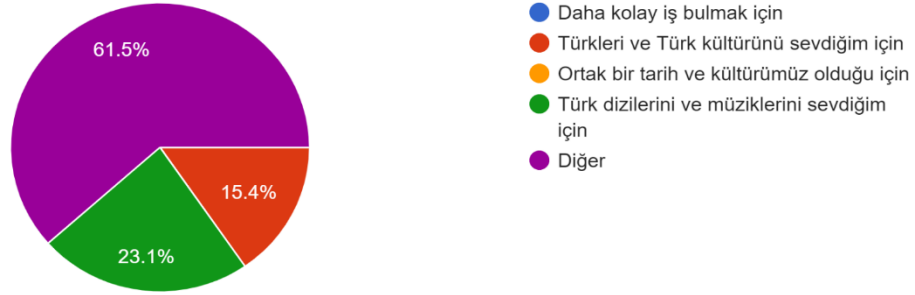 61.5%
15.4%
23.1%
Daha kolay iş bulmak için
Türkleri ve Türk kültürünü sevdiğim için
Ortak bir tarih ve kültürümüz olduğu için
Türk dizilerini ve müziklerini sevdiğim
için
Diğer